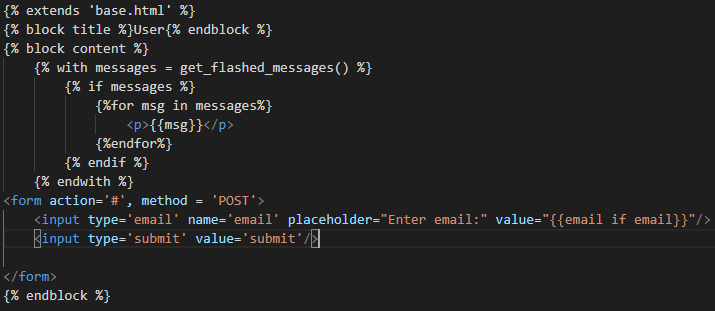 {% extends 'base.html' %}
{% block title %}User{% endblock %}
{% block content %}
    {% with messages = get_flashed_messages() %}
        {% if messages %}
            {%for msg in messages%}
                <p>{{msg}}</p>
            {%endfor%}
        {% endif %}
    {% endwith %}
<form action='#', method = 'POST'>
    <input type='email' name='email' placeholder="Enter email:" value="{{email if email}}"/>
    <input type='submit' value='submit'/>
</form>
{% endblock %}